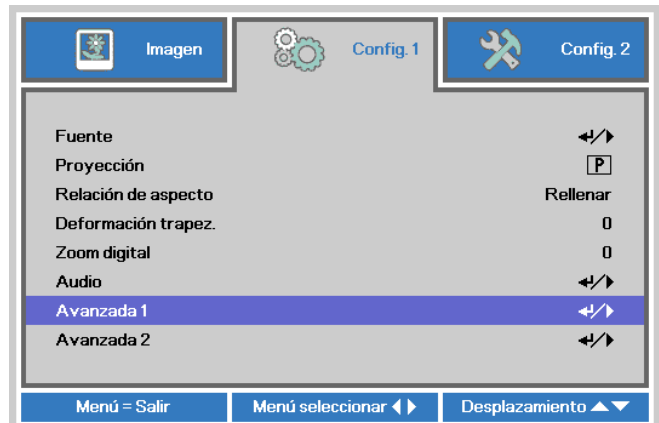 Imagen Config. 1 Config. 2
Fuente ↵/▶
Proyección P
Relación de aspecto Rellenar
Deformación trapez. 0
Zoom digital 0
Audio ↵/▶
Avanzada 1 ↵/▶
Avanzada 2 ↵/▶
Menú = Salir Menú seleccionar ◀▶ Desplazamiento ▲▼